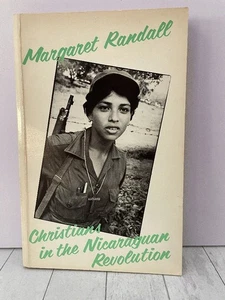 Margaret Randall
Christians
in the Nicaraguan
Revolution